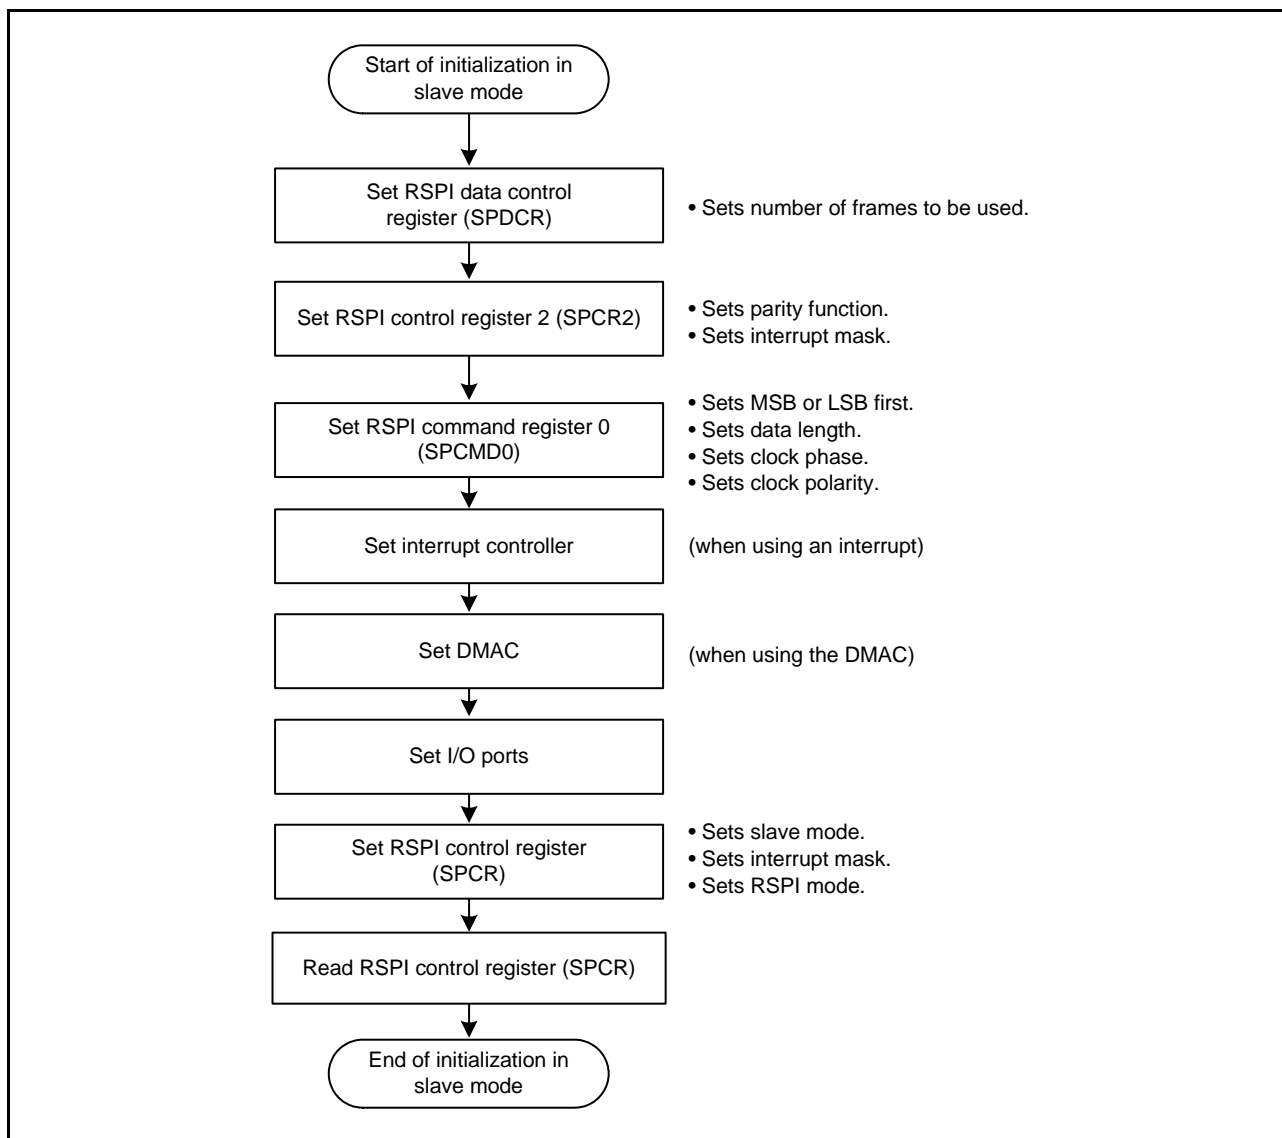 Start of initialization in
slave mode
Set RSPI data control
register (SPDCR)
• Sets number of frames to be used.
Set RSPI control register 2 (SPCR2)
• Sets parity function.
• Sets interrupt mask.
Set RSPI command register 0
(SPCMD0)
• Sets MSB or LSB first.
• Sets data length.
• Sets clock phase.
• Sets clock polarity.
Set interrupt controller
(when using an interrupt)
Set DMAC
(when using the DMAC)
Set I/O ports
Set RSPI control register
(SPCR)
• Sets slave mode.
• Sets interrupt mask.
• Sets RSPI mode.
Read RSPI control register (SPCR)
End of initialization in
slave mode